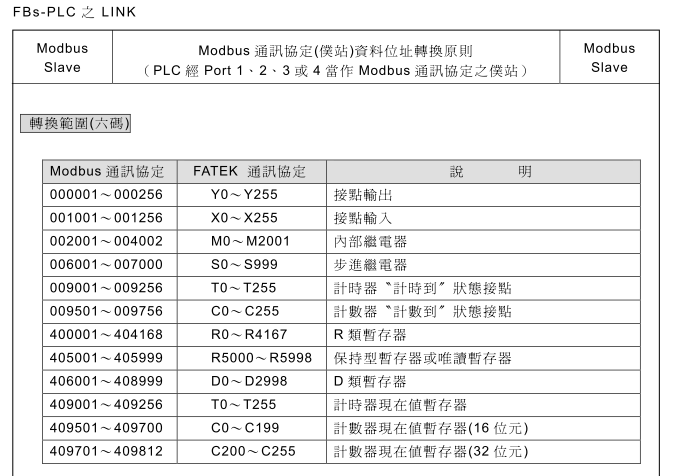 FBs-PLC 之 LINK
Modbus Slave
Modbus 通訊協定(僕站)資料位址轉換原則
（PLC 經 Port 1、2、3 或 4 當作 Modbus 通訊協定之僕站）
Modbus Slave
轉換範圍(六碼)
Modbus 通訊協定 FATEK 通訊協定 說 明
000001～000256 Y0～Y255 接點輸出
001001～001256 X0～X255 接點輸入
002001～004002 M0～M2001 內部繼電器
006001～007000 S0～S999 步進繼電器
009001～009256 T0～T255 計時器〝計時到〞狀態接點
009501～009756 C0～C255 計數器〝計數到〞狀態接點
400001～404168 R0～R4167 R 類暫存器
405001～405999 R5000～R5998 保持型暫存器或唯讀暫存器
406001～408999 D0～D2998 D 類暫存器
409001～409256 T0～T255 計時器現在值暫存器
409501～409700 C0～C199 計數器現在值暫存器(16 位元)
409701～409812 C200～C255 計數器現在值暫存器(32 位元)